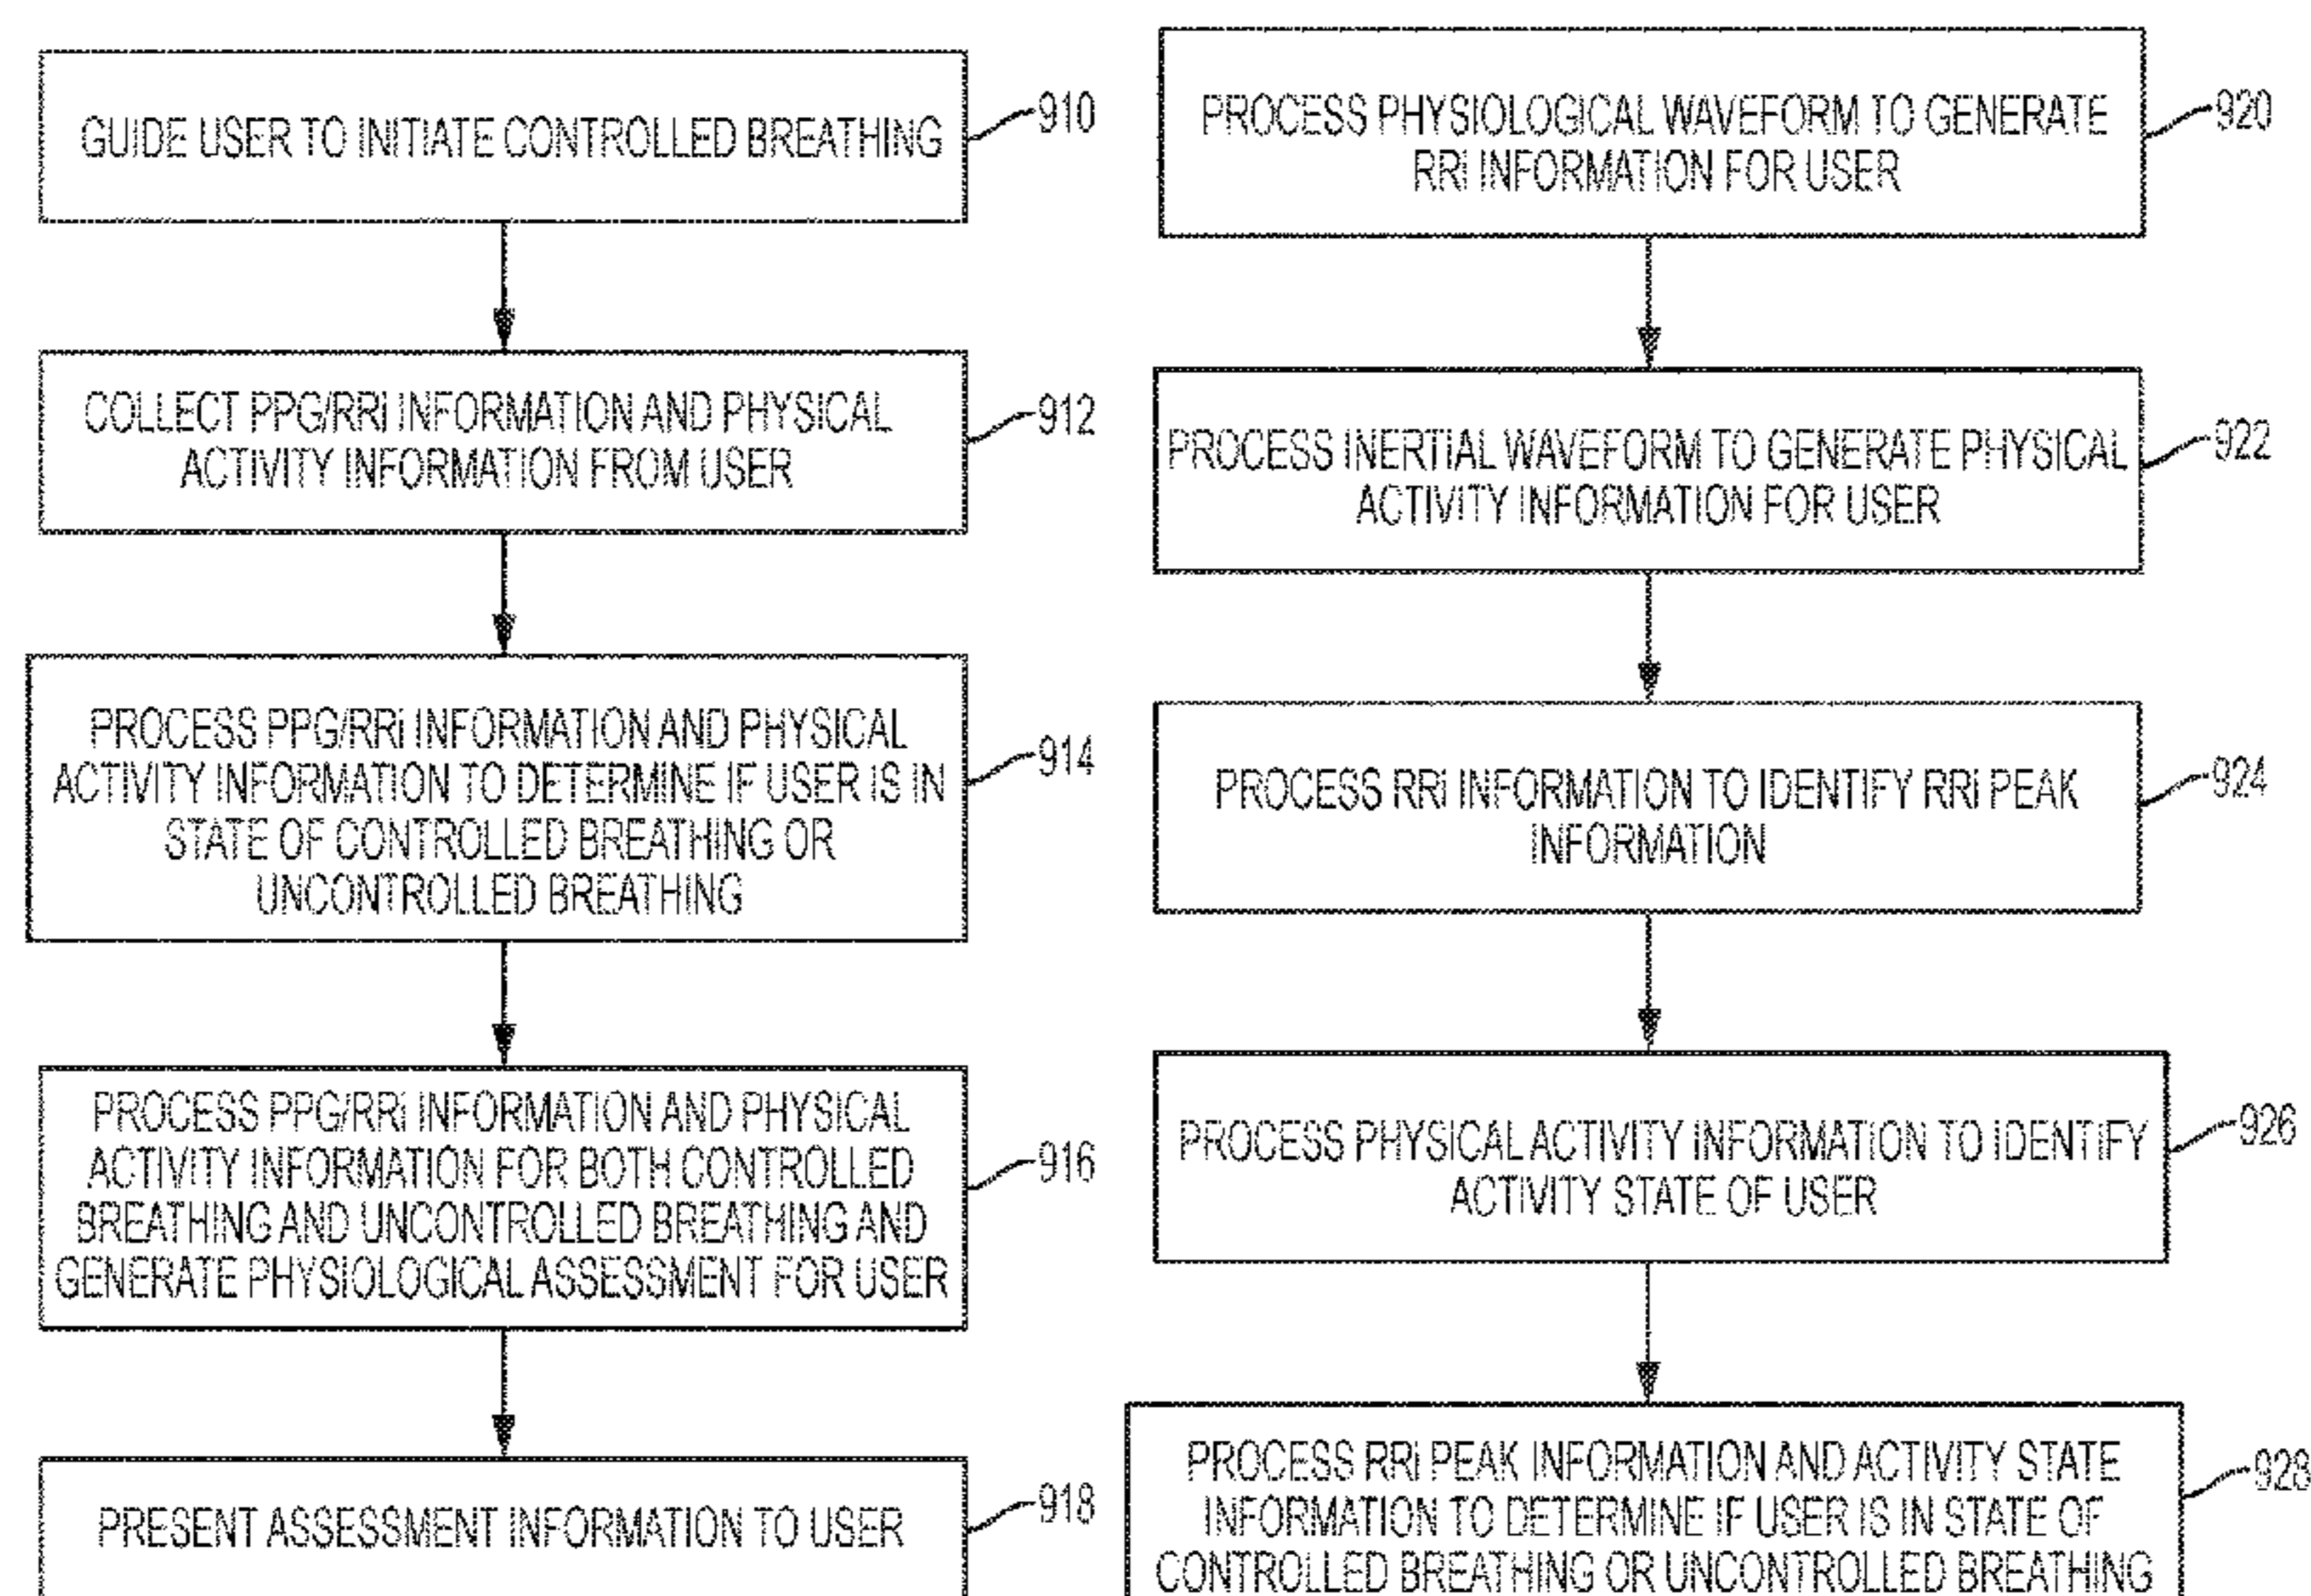 GUIDE USER TO INITIATE CONTROLLED BREATHING
910
COLLECT PPG/RRi INFORMATION AND PHYSICAL
ACTIVITY INFORMATION FROM USER
912
PROCESS PPG/RRi INFORMATION AND PHYSICAL
ACTIVITY INFORMATION TO DETERMINE IF USER IS IN
STATE OF CONTROLLED BREATHING OR
UNCONTROLLED BREATHING
914
PROCESS PPG/RRi INFORMATION AND PHYSICAL
ACTIVITY INFORMATION FOR BOTH CONTROLLED
BREATHING AND UNCONTROLLED BREATHING AND
GENERATE PHYSIOLOGICAL ASSESSMENT FOR USER
916
PRESENT ASSESSMENT INFORMATION TO USER
918
PROCESS PHYSIOLOGICAL WAVEFORM TO GENERATE
RRi INFORMATION FOR USER
920
PROCESS INERTIAL WAVEFORM TO GENERATE PHYSICAL
ACTIVITY INFORMATION FOR USER
922
PROCESS RRi INFORMATION TO IDENTIFY RRi PEAK
INFORMATION
924
PROCESS PHYSICAL ACTIVITY INFORMATION TO IDENTIFY
ACTIVITY STATE OF USER
926
PROCESS RRi PEAK INFORMATION AND ACTIVITY STATE
INFORMATION TO DETERMINE IF USER IS IN STATE OF
CONTROLLED BREATHING OR UNCONTROLLED BREATHING
928